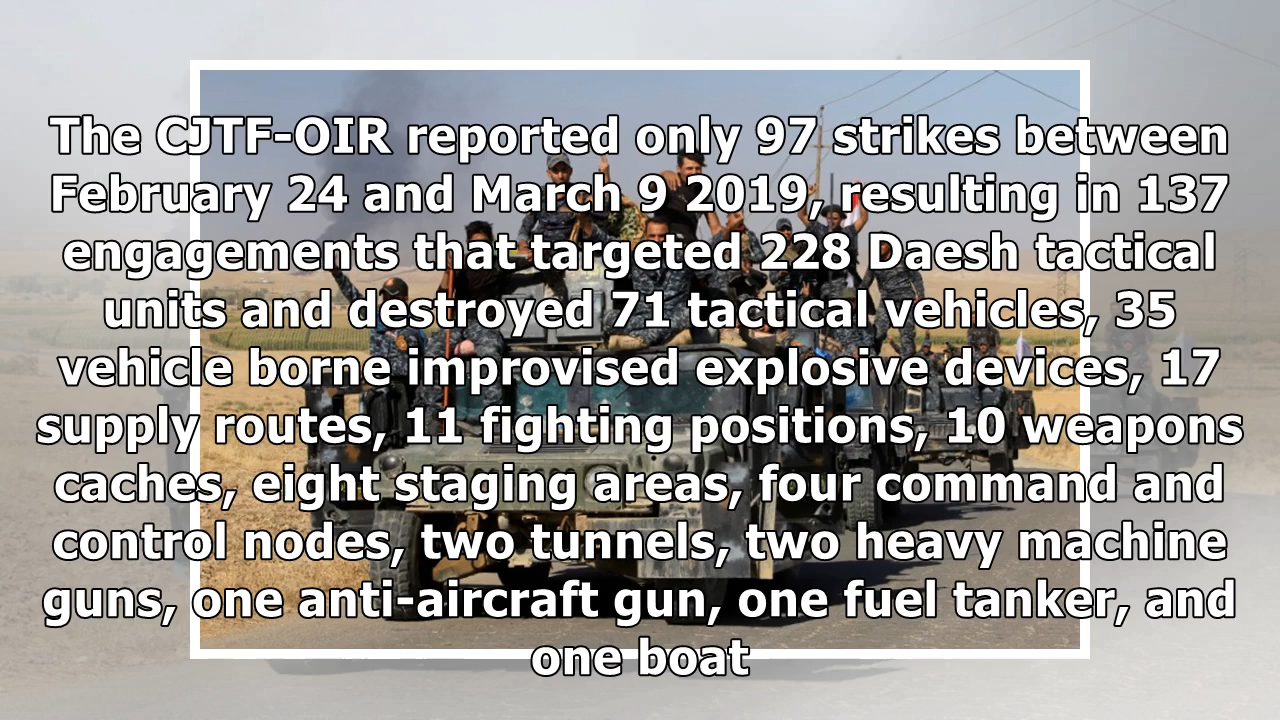 The CJTF-OIR reported only 97 strikes between
February 24 and March 9 2019, resulting in 137
engagements that targeted 228 Daesh tactical
units and destroyed 71 tactical vehicles, 35
vehicle borne improvised explosive devices, 17
supply routes, 11 fighting positions, 10 weapons
caches, eight staging areas, four command and
control nodes, two tunnels, two heavy machine
guns, one anti-aircraft gun, one fuel tanker, and
one boat